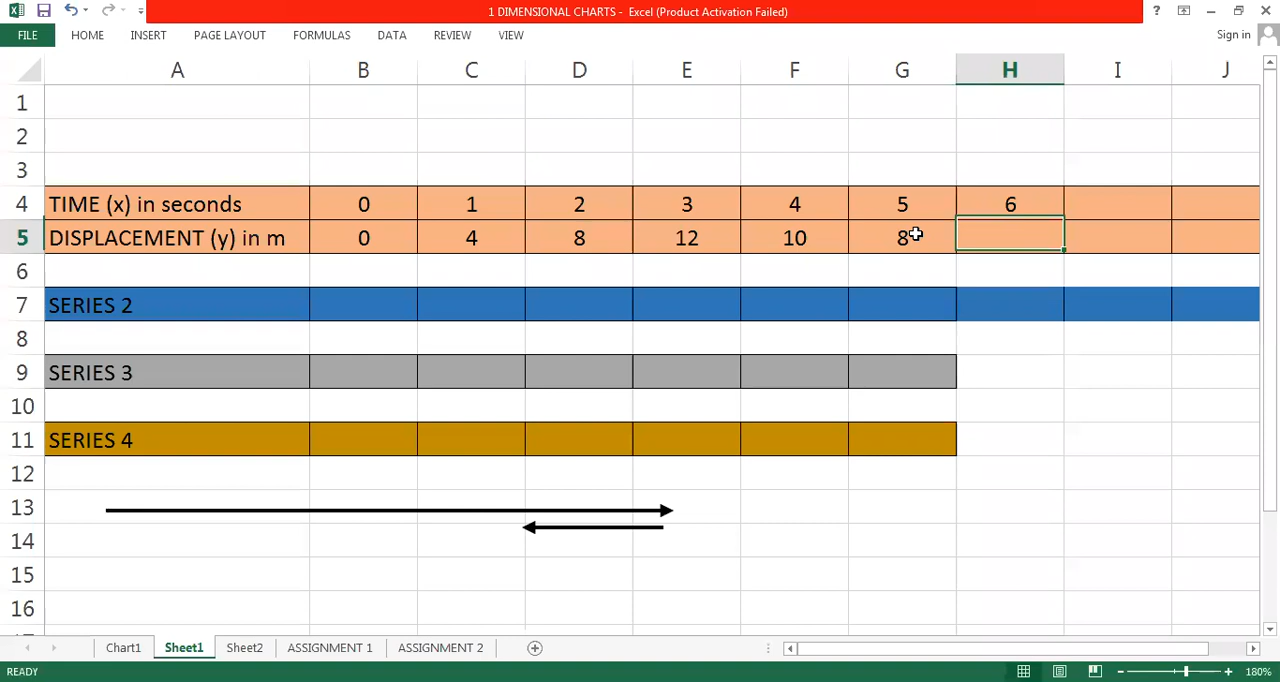 1 DIMENSIONAL CHARTS - Excel (Product Activation Failed)
FILE HOME INSERT PAGE LAYOUT FORMULAS DATA REVIEW VIEW Sign in
A B C D E F G H I J
1
2
3
4 TIME (x) in seconds 0 1 2 3 4 5 6
5 DISPLACEMENT (y) in m 0 4 8 12 10 8
6
7 SERIES 2
8
9 SERIES 3
10
11 SERIES 4
12
13
14
15
16
Chart1 Sheet1 Sheet2 ASSIGNMENT 1 ASSIGNMENT 2
READY 180%